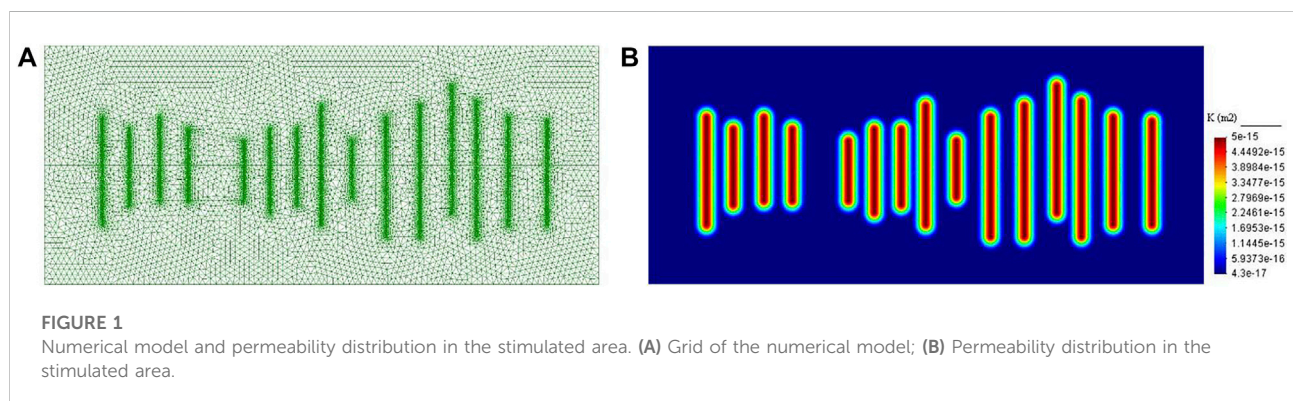 A
B
K (m2)
5e-15
4.4492e-15
3.8984e-15
3.3477e-15
2.7969e-15
2.2461e-15
1.6953e-15
1.1445e-15
5.9373e-16
4.3e-17
FIGURE 1
Numerical model and permeability distribution in the stimulated area. (A) Grid of the numerical model; (B) Permeability distribution in the
stimulated area.